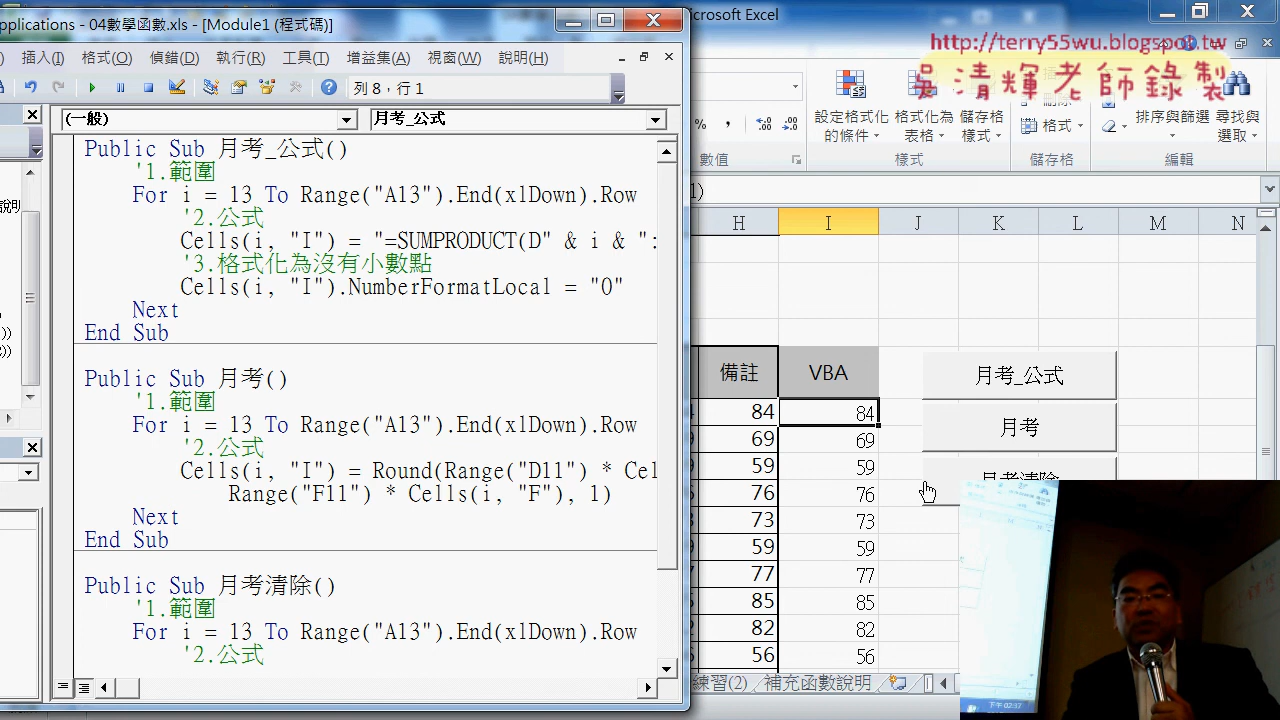 pplications - 04數學函數.xls - [Module1 (程式碼)]
icrosoft Excel
http://terry55wu.blogspot.tw
吳清輝老師錄製
插入(I) 格式(O) 偵錯(D) 執行(R) 工具(T) 增益集(A) 視窗(W) 說明(H)
列 8，行 1
(一般)
月考_公式
Public Sub 月考_公式()
'1.範圍
For i = 13 To Range("A13").End(xlDown).Row
'2.公式
Cells(i, "I") = "=SUMPRODUCT(D" & i & ":
'3.格式化為沒有小數點
Cells(i, "I").NumberFormatLocal = "0"
Next
End Sub
Public Sub 月考()
'1.範圍
For i = 13 To Range("A13").End(xlDown).Row
'2.公式
Cells(i, "I") = Round(Range("D11") * Cel
Range("F11") * Cells(i, "F"), 1)
Next
End Sub
Public Sub 月考清除()
'1.範圍
For i = 13 To Range("A13").End(xlDown).Row
'2.公式
設定格式化的條件
格式化為表格
儲存格樣式
格式
排序與篩選
尋找與選取
% ,
數值
樣式
儲存格
編輯
H I J K L M N
備註 VBA
84 84
69 69
59 59
76 76
73 73
59 59
77 77
85 85
82 82
56 56
月考_公式
月考
月考清除
練習(2) 補充函數說明
下午 02:37